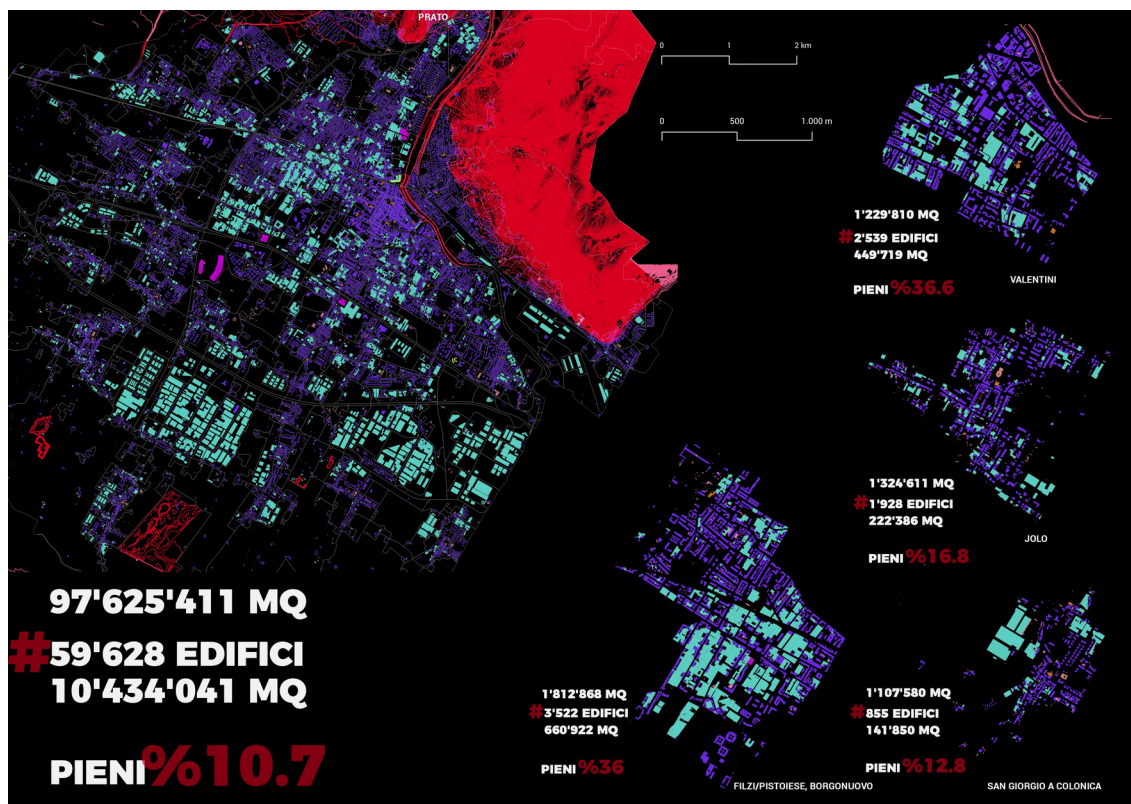 PRATO
0 1 2 km
0 500 1.000 m
1'229'810 MQ
#2'539 EDIFICI
449'719 MQ
PIENI %36.6
VALENTINI
1'324'611 MQ
#1'928 EDIFICI
222'386 MQ
PIENI %16.8
JOLO
97'625'411 MQ
#59'628 EDIFICI
10'434'041 MQ
PIENI %10.7
1'812'868 MQ
#3'522 EDIFICI
660'922 MQ
PIENI %36
FILZI/PISTOIESE, BORGONUOVO
1'107'580 MQ
#855 EDIFICI
141'850 MQ
PIENI %12.8
SAN GIORGIO A COLONICA